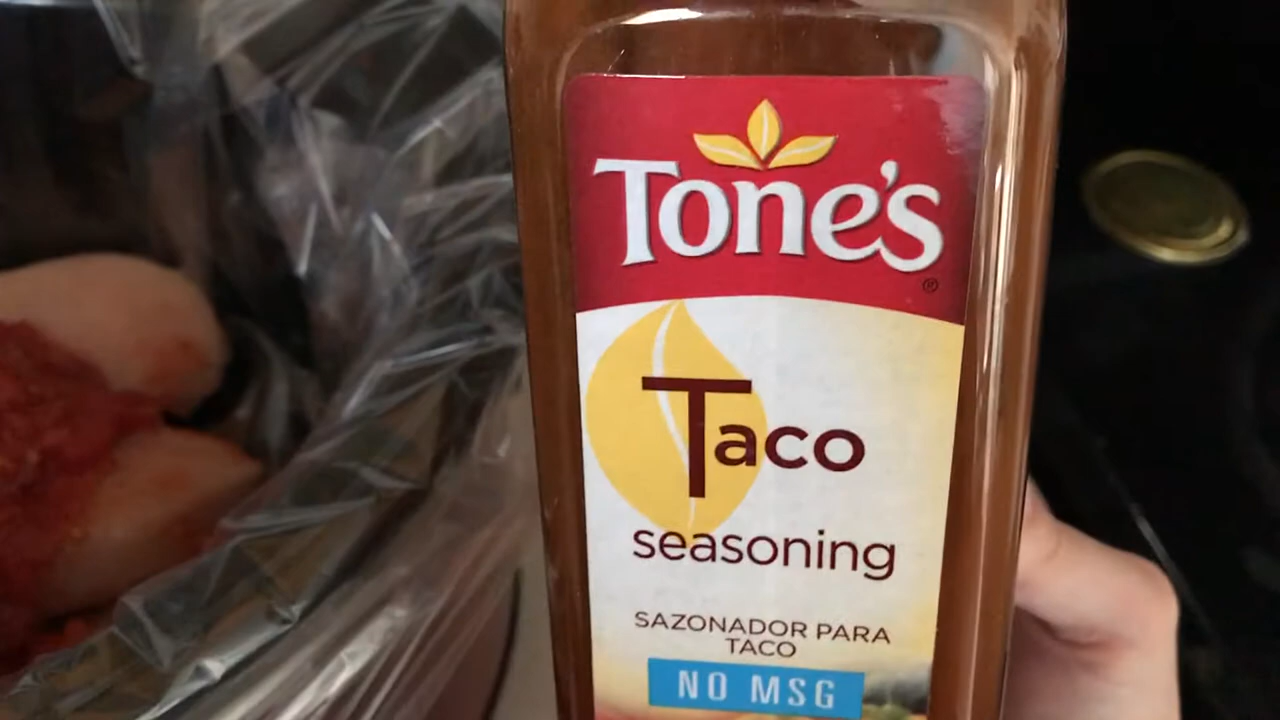 TONE'S
®
Taco
seasoning
SAZONADOR PARA
TACO
NO MSG